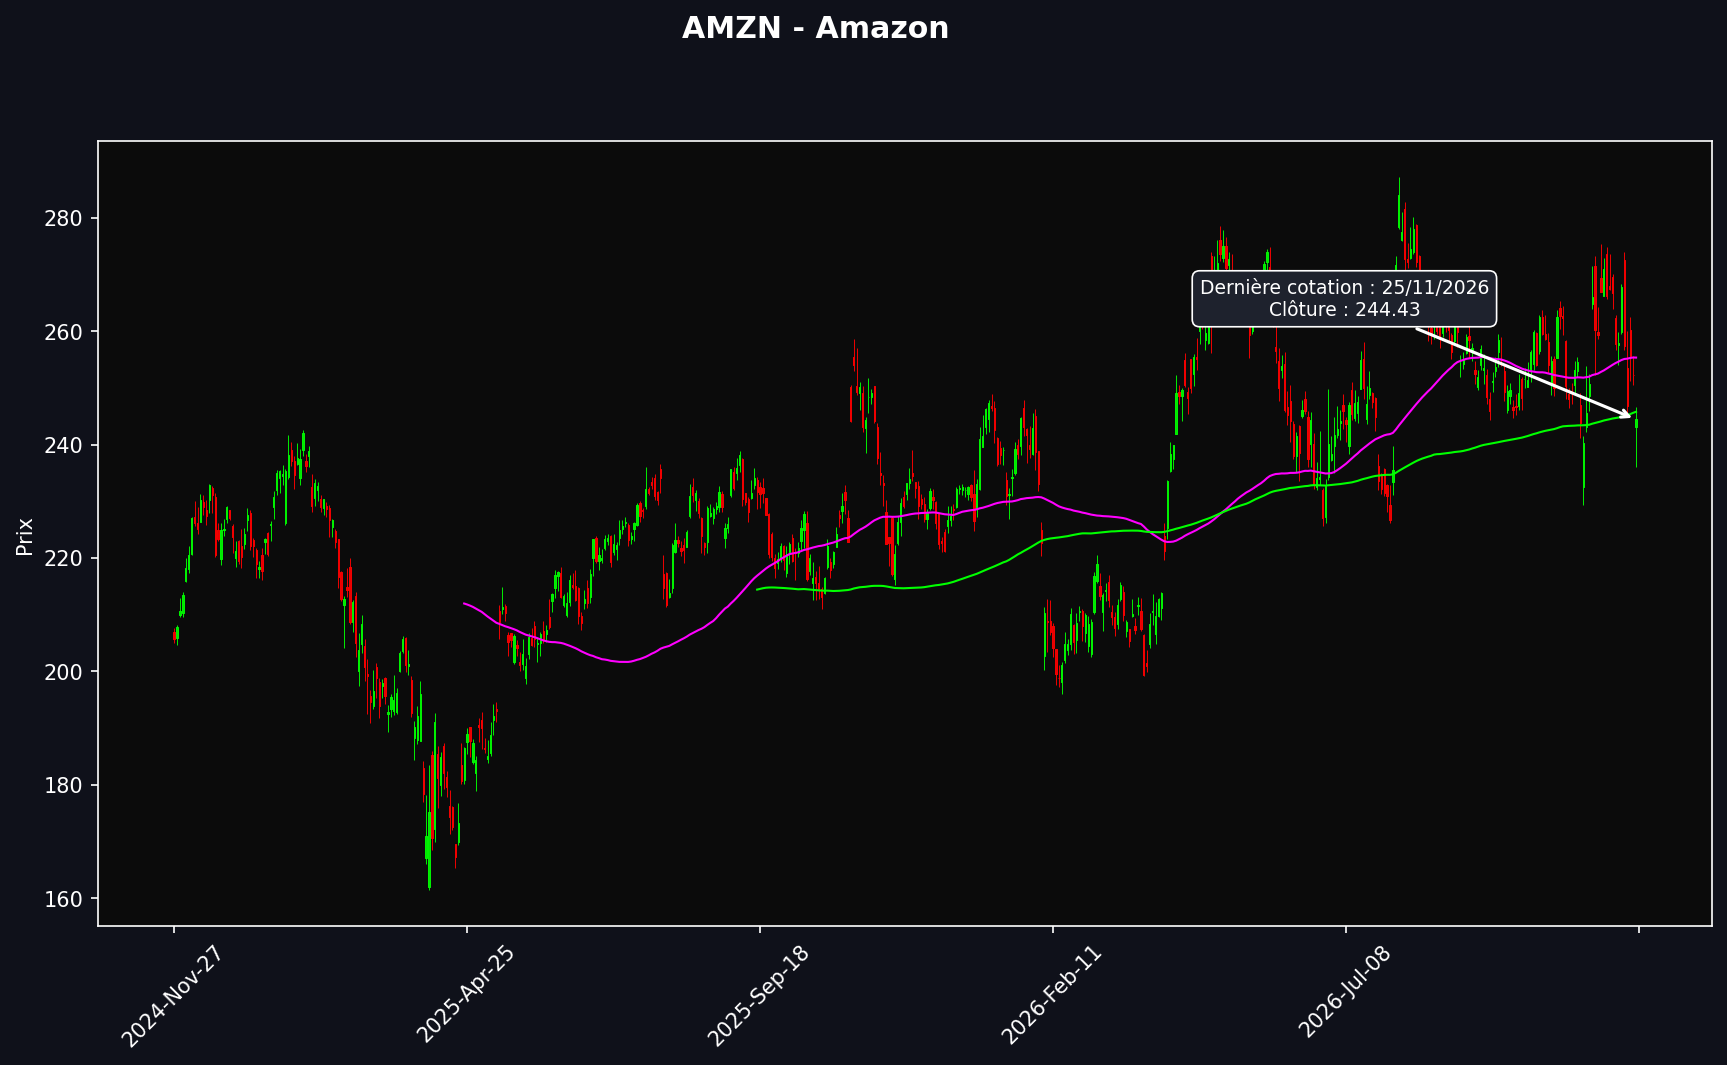 AMZN - Amazon
Prix
280
260
240
220
200
180
160
Dernière cotation : 25/11/2026
Clôture : 244.43
2024-Nov-27
2025-Apr-25
2025-Sep-18
2026-Feb-11
2026-Jul-08